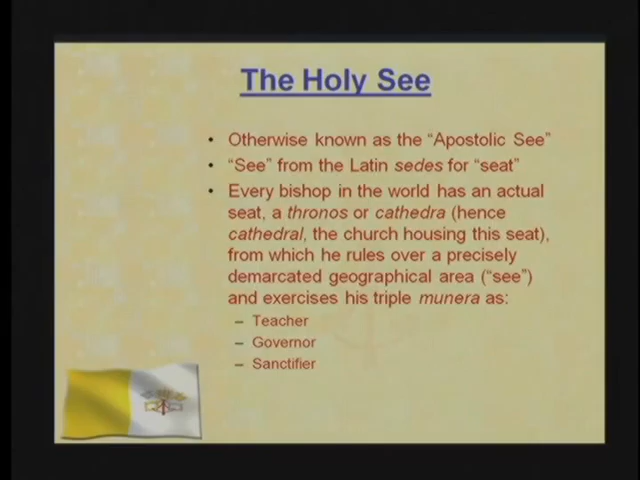 The Holy See
• Otherwise known as the “Apostolic See”
• “See” from the Latin sedes for “seat”
• Every bishop in the world has an actual
seat, a thronos or cathedra (hence
cathedral, the church housing this seat),
from which he rules over a precisely
demarcated geographical area (“see”)
and exercises his triple munera as:
– Teacher
– Governor
– Sanctifier